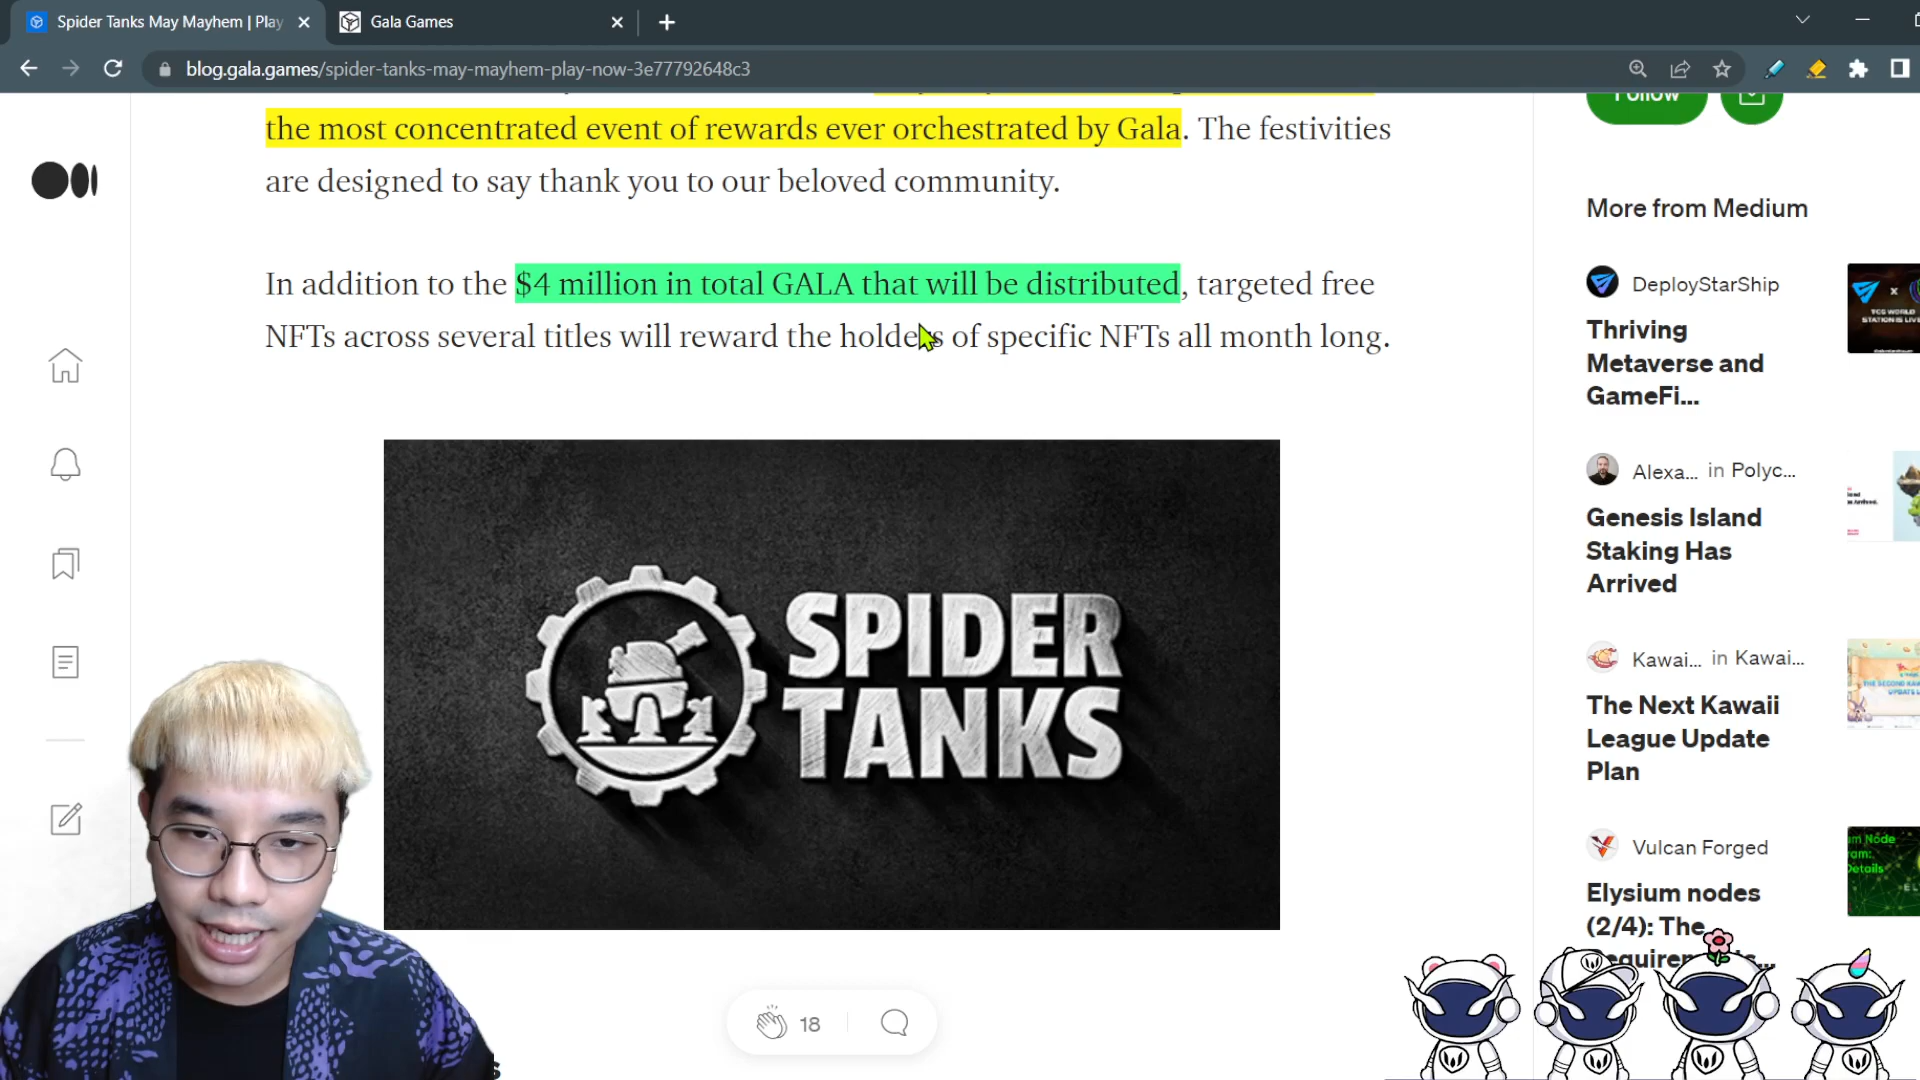 Spider Tanks May Mayhem | Play
Gala Games
blog.gala.games/spider-tanks-may-mayhem-play-now-3e77792648c3
the most concentrated event of rewards ever orchestrated by Gala. The festivities
are designed to say thank you to our beloved community.
In addition to the $4 million in total GALA that will be distributed, targeted free
NFTs across several titles will reward the holders of specific NFTs all month long.
SPIDER
TANKS
18
Follow
More from Medium
DeployStarShip
Thriving
Metaverse and
GameFi...
Alexa... in Polyc...
Genesis Island
Staking Has
Arrived
Kawai... in Kawai...
The Next Kawaii
League Update
Plan
Vulcan Forged
Elysium nodes
(2/4): The